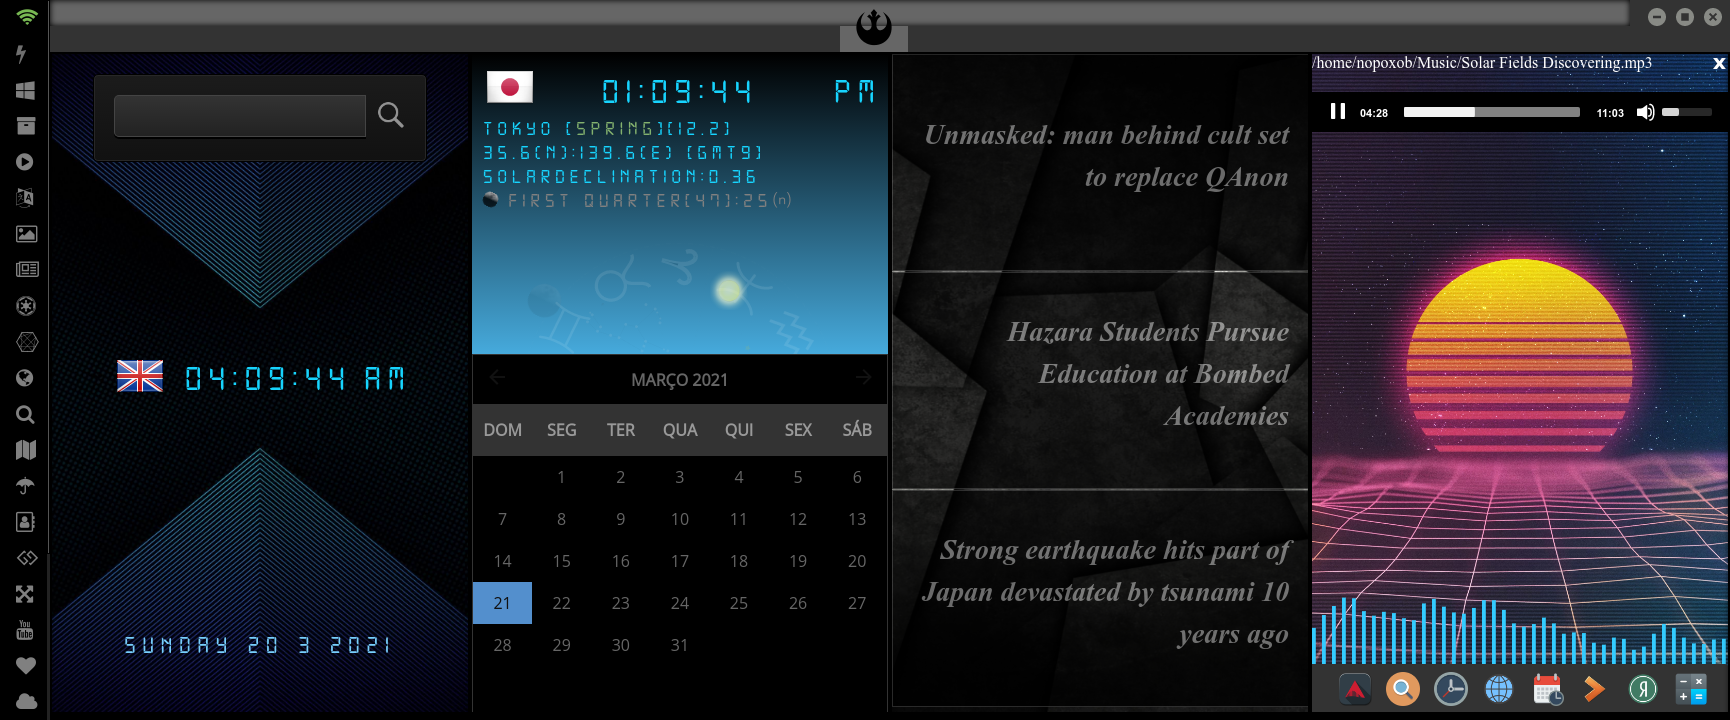 01:09:44 PM
TOKYO [SPRING][12.2]
35.6(N):139.6(E) [GMT9]
SOLARDECLINATION:0.36
FIRST QUARTER[47]:25(n)
04:09:44 AM
SUNDAY 20 3 2021
MARÇO 2021
DOM SEG TER QUA QUI SEX SÁB
1 2 3 4 5 6
7 8 9 10 11 12 13
14 15 16 17 18 19 20
21 22 23 24 25 26 27
28 29 30 31
Unmasked: man behind cult set
to replace QAnon
Hazara Students Pursue
Education at Bombed
Academies
Strong earthquake hits part of
Japan devastated by tsunami 10
years ago
/home/nopoxob/Music/Solar Fields Discovering.mp3 x
04:28 11:03
You
Tube
Я